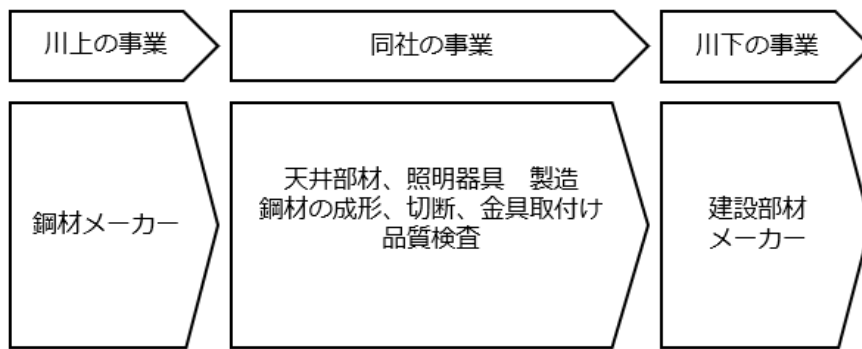 川上の事業
同社の事業
川下の事業
鋼材メーカー
天井部材、照明器具　製造
鋼材の成形、切断、金具取付け
品質検査
建設部材
メーカー